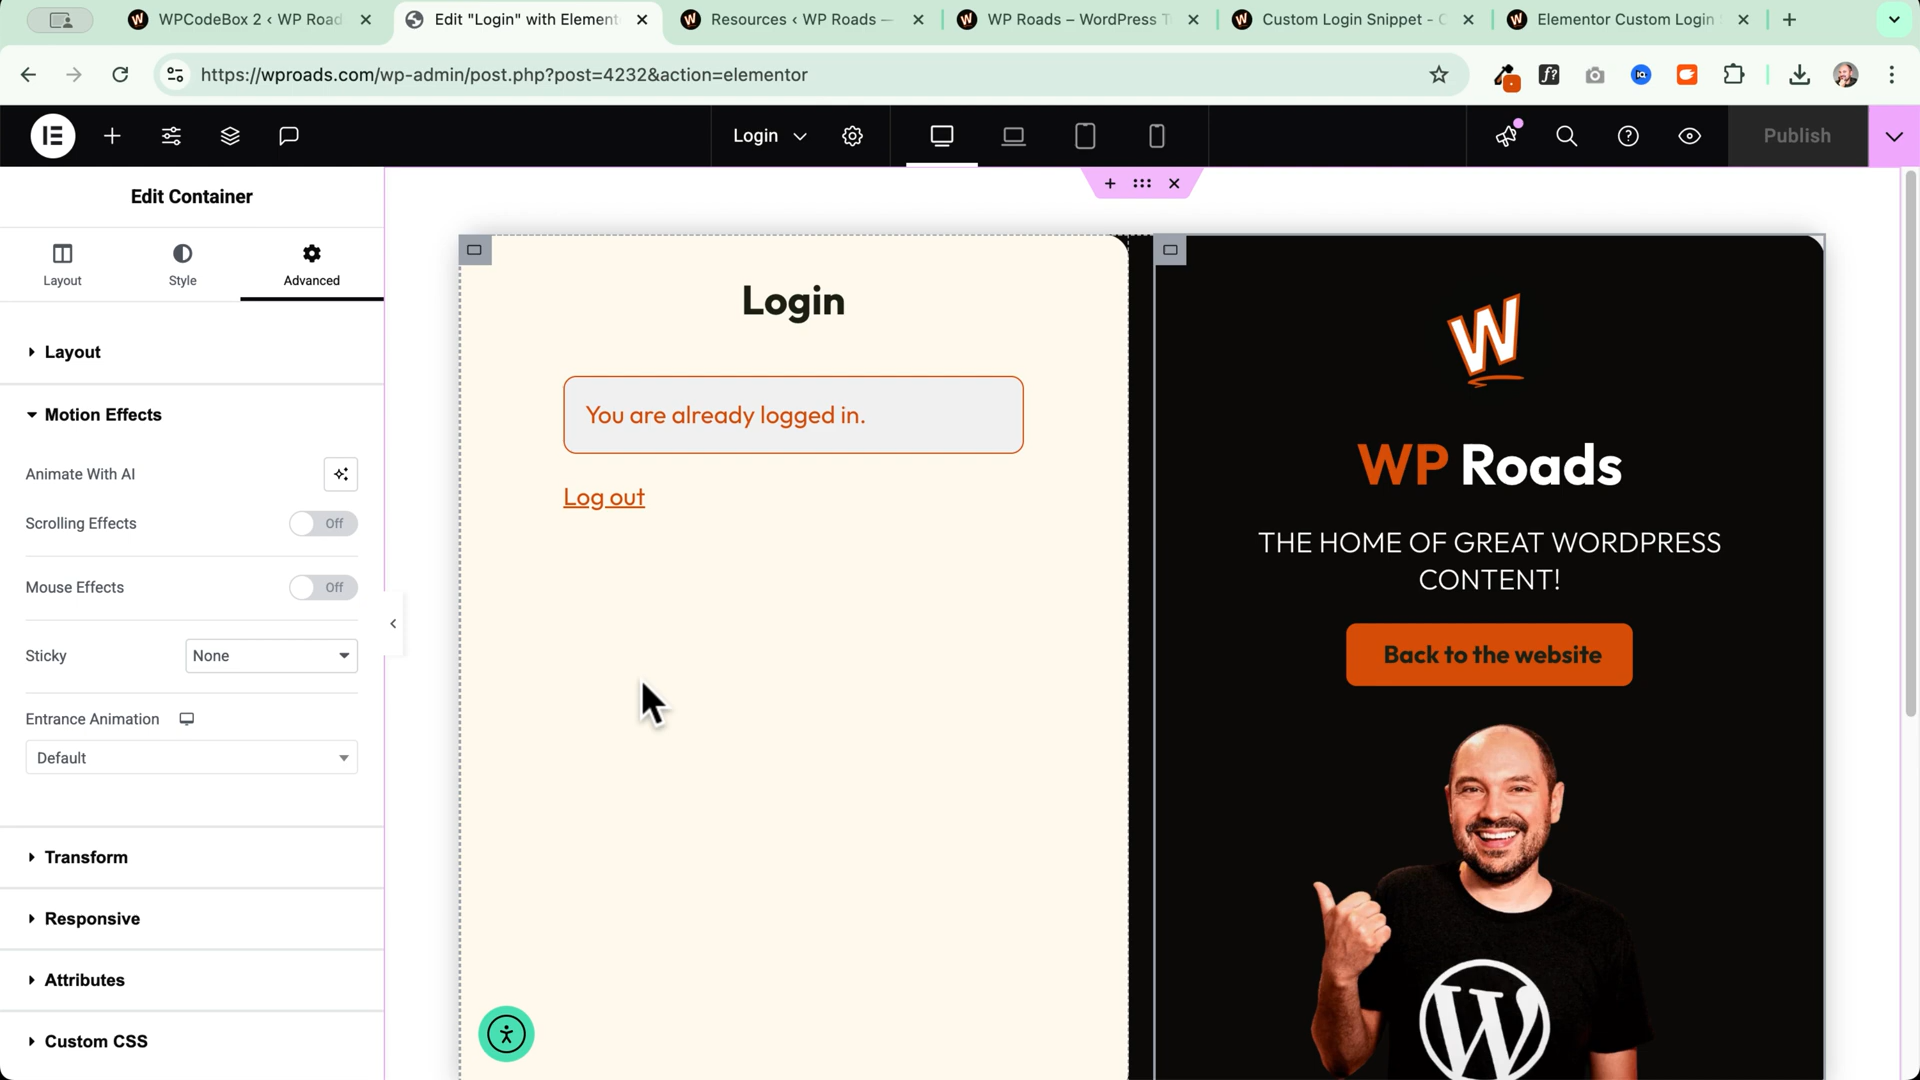 WPCodeBox 2 ‹ WP Road
Edit "Login" with Element
Resources ‹ WP Roads —
WP Roads – WordPress T
Custom Login Snippet - C
Elementor Custom Login
https://wproads.com/wp-admin/post.php?post=4232&action=elementor
Login
Publish
Edit Container
Layout
Style
Advanced
Layout
Motion Effects
Animate With AI
Scrolling Effects
Off
Mouse Effects
Off
Sticky
None
Entrance Animation
Default
Transform
Responsive
Attributes
Custom CSS
Login
You are already logged in.
Log out
W
WP Roads
THE HOME OF GREAT WORDPRESS
CONTENT!
Back to the website
W